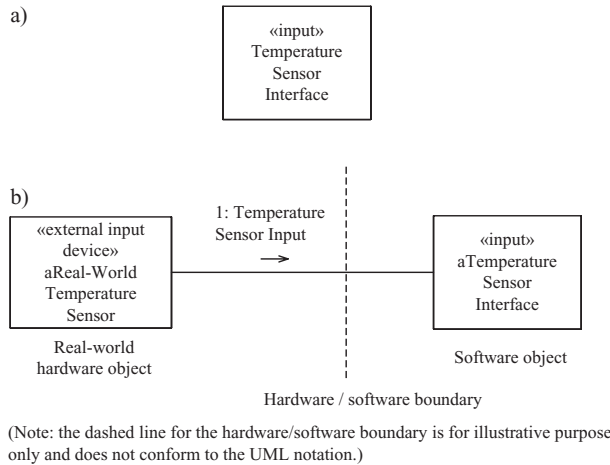 a)
«input»
Temperature
Sensor
Interface
b)
«external input
device»
aReal-World
Temperature
Sensor
Real-world
hardware object
1: Temperature
Sensor Input
«input»
aTemperature
Sensor
Interface
Software object
Hardware / software boundary
(Note: the dashed line for the hardware/software boundary is for illustrative purpose
only and does not conform to the UML notation.)